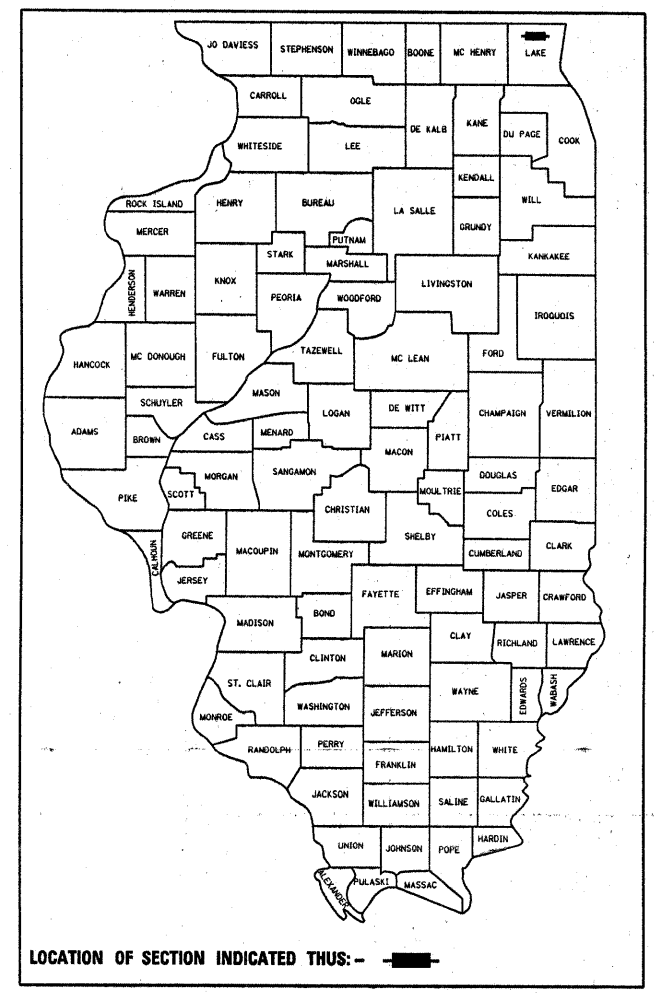 JO DAVIESS
STEPHENSON
WINNEBAGO
BOONE
MC HENRY
LAKE
CARROLL
OGLE
DE KALB
KANE
DU PAGE
COOK
WHITESIDE
LEE
KENDALL
WILL
ROCK ISLAND
HENRY
BUREAU
LA SALLE
GRUNDY
MERCER
PUTNAM
KANKAKEE
STARK
MARSHALL
HENDERSON
WARREN
KNOX
PEORIA
WOODFORD
LIVINGSTON
IROQUOIS
HANCOCK
MC DONOUGH
FULTON
TAZEWELL
MC LEAN
FORD
MASON
SCHUYLER
LOGAN
DE WITT
CHAMPAIGN
VERMILION
ADAMS
BROWN
CASS
MENARD
PIATT
MACON
SANGAMON
MORGAN
DOUGLAS
EDGAR
PIKE
SCOTT
MOULTRIE
CHRISTIAN
COLES
GREENE
SHELBY
CALHOUN
MACOUPIN
MONTGOMERY
CUMBERLAND
CLARK
JERSEY
FAYETTE
EFFINGHAM
JASPER
CRAWFORD
MADISON
BOND
CLAY
RICHLAND
LAWRENCE
CLINTON
MARION
ST. CLAIR
WAYNE
EDWARDS
WABASH
WASHINGTON
JEFFERSON
MONROE
RANDOLPH
PERRY
HAMILTON
WHITE
FRANKLIN
JACKSON
WILLIAMSON
SALINE
GALLATIN
UNION
JOHNSON
POPE
HARDIN
ALEXANDER
PULASKI
MASSAC
LOCATION OF SECTION INDICATED THUS:-